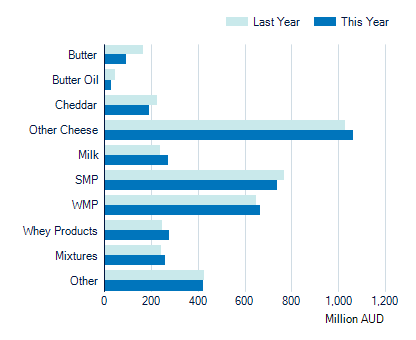 Last Year This Year
Butter
Butter Oil
Cheddar
Other Cheese
Milk
SMP
WMP
Whey Products
Mixtures
Other
0 200 400 600 800 1,000 1,200
Million AUD